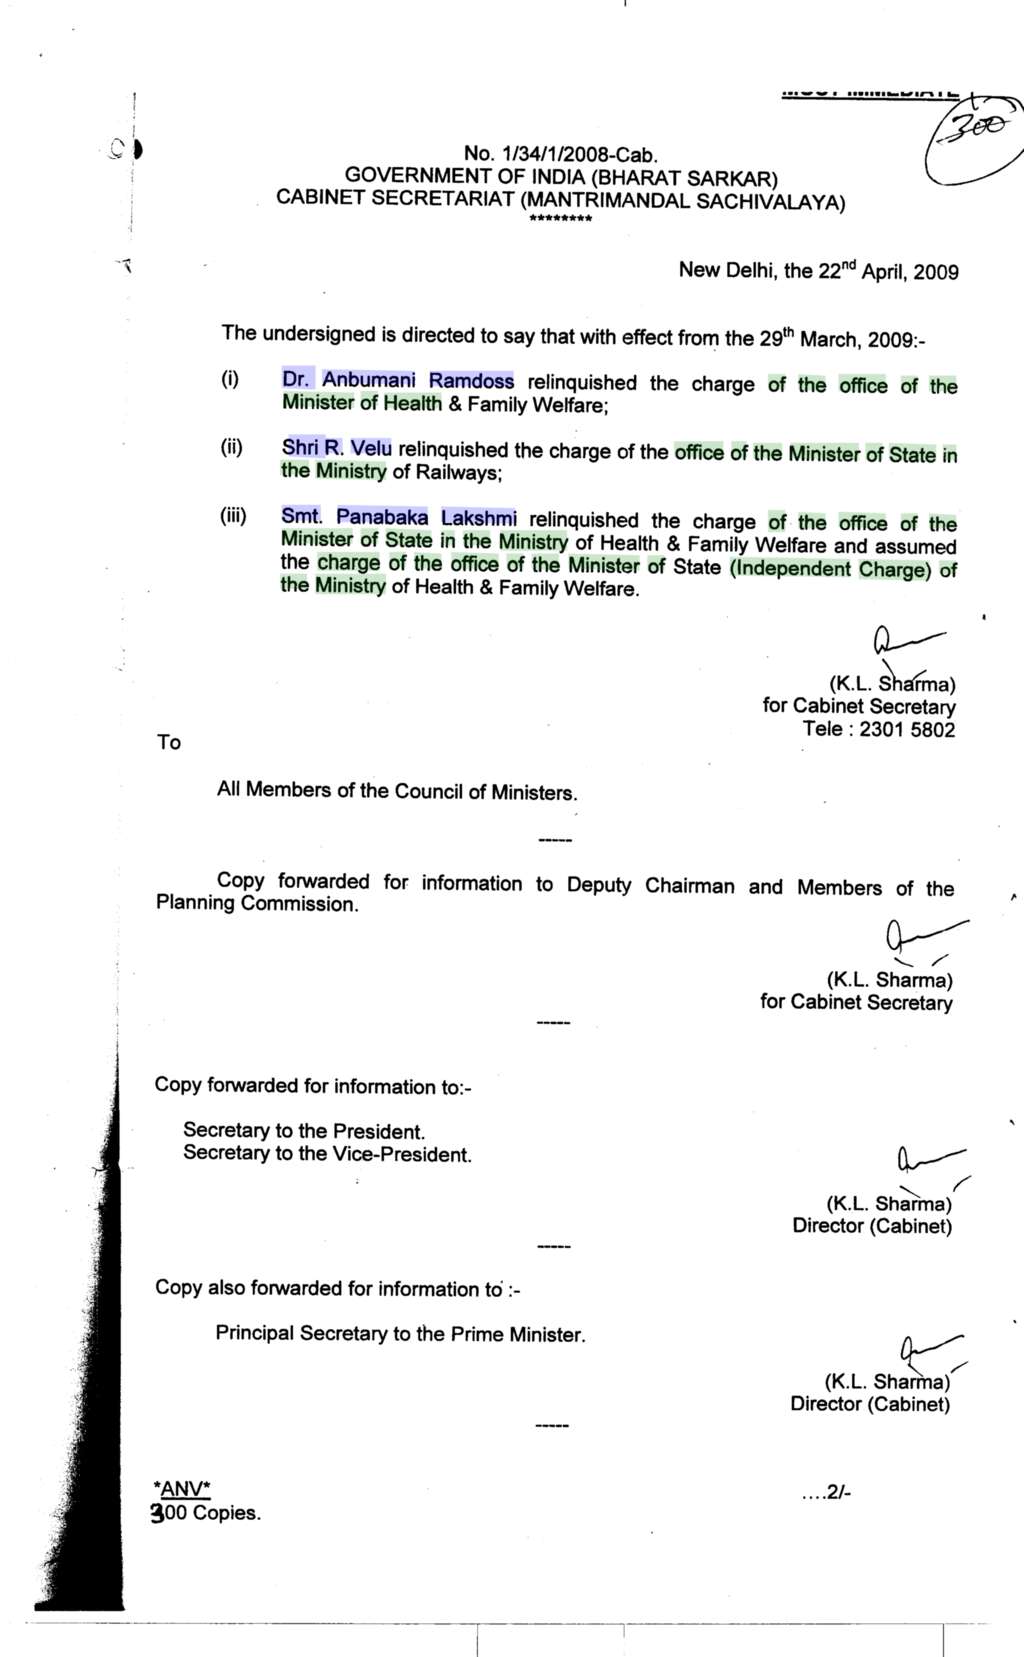 MOST IMMEDIATE
300
No. 1/34/1/2008-Cab.
GOVERNMENT OF INDIA (BHARAT SARKAR)
CABINET SECRETARIAT (MANTRIMANDAL SACHIVALAYA)
********
New Delhi, the 22nd April, 2009
The undersigned is directed to say that with effect from the 29th March, 2009:-
(i) Dr. Anbumani Ramdoss relinquished the charge of the office of the
Minister of Health & Family Welfare;
(ii) Shri R. Velu relinquished the charge of the office of the Minister of State in
the Ministry of Railways;
(iii) Smt. Panabaka Lakshmi relinquished the charge of the office of the
Minister of State in the Ministry of Health & Family Welfare and assumed
the charge of the office of the Minister of State (Independent Charge) of
the Ministry of Health & Family Welfare.
(K.L. Sharma)
for Cabinet Secretary
Tele : 2301 5802
To
All Members of the Council of Ministers.
-----
Copy forwarded for information to Deputy Chairman and Members of the
Planning Commission.
(K.L. Sharma)
for Cabinet Secretary
-----
Copy forwarded for information to:-
Secretary to the President.
Secretary to the Vice-President.
(K.L. Sharma)
Director (Cabinet)
-----
Copy also forwarded for information to :-
Principal Secretary to the Prime Minister.
(K.L. Sharma)
Director (Cabinet)
-----
*ANV*
300 Copies.
....2/-